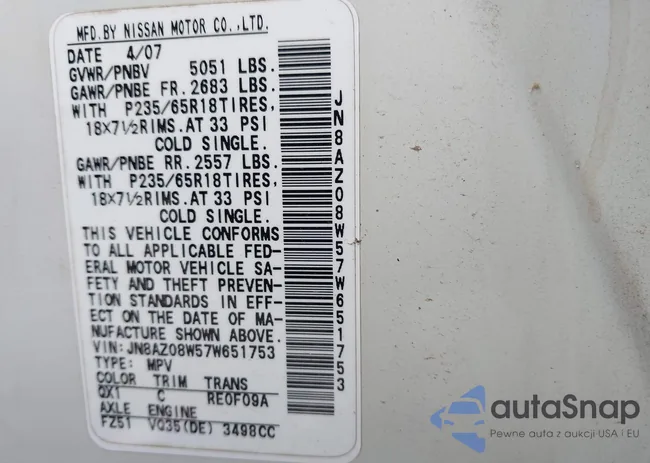 MFD.BY NISSAN MOTOR CO.,LTD.
DATE 4/07
GVWR/PNBV 5051 LBS.
GAWR/PNBE FR. 2683 LBS.
WITH P235/65R18TIRES,
18X7½RIMS.AT 33 PSI
COLD SINGLE.
GAWR/PNBE RR. 2557 LBS.
WITH P235/65R18TIRES,
18X7½RIMS.AT 33 PSI
COLD SINGLE.
THIS VEHICLE CONFORMS
TO ALL APPLICABLE FED-
ERAL MOTOR VEHICLE SA-
FETY AND THEFT PREVEN-
TION STANDARDS IN EFF-
ECT ON THE DATE OF MA-
NUFACTURE SHOWN ABOVE.
VIN: JN8AZ08W57W651753
TYPE: MPV
COLOR TRIM TRANS
QX1 C RE0F09A
AXLE ENGINE
FZ51 VQ35(DE) 3498CC
JN8AZ08W57W651753
autaSnap
Pewne auta z aukcji USA i EU